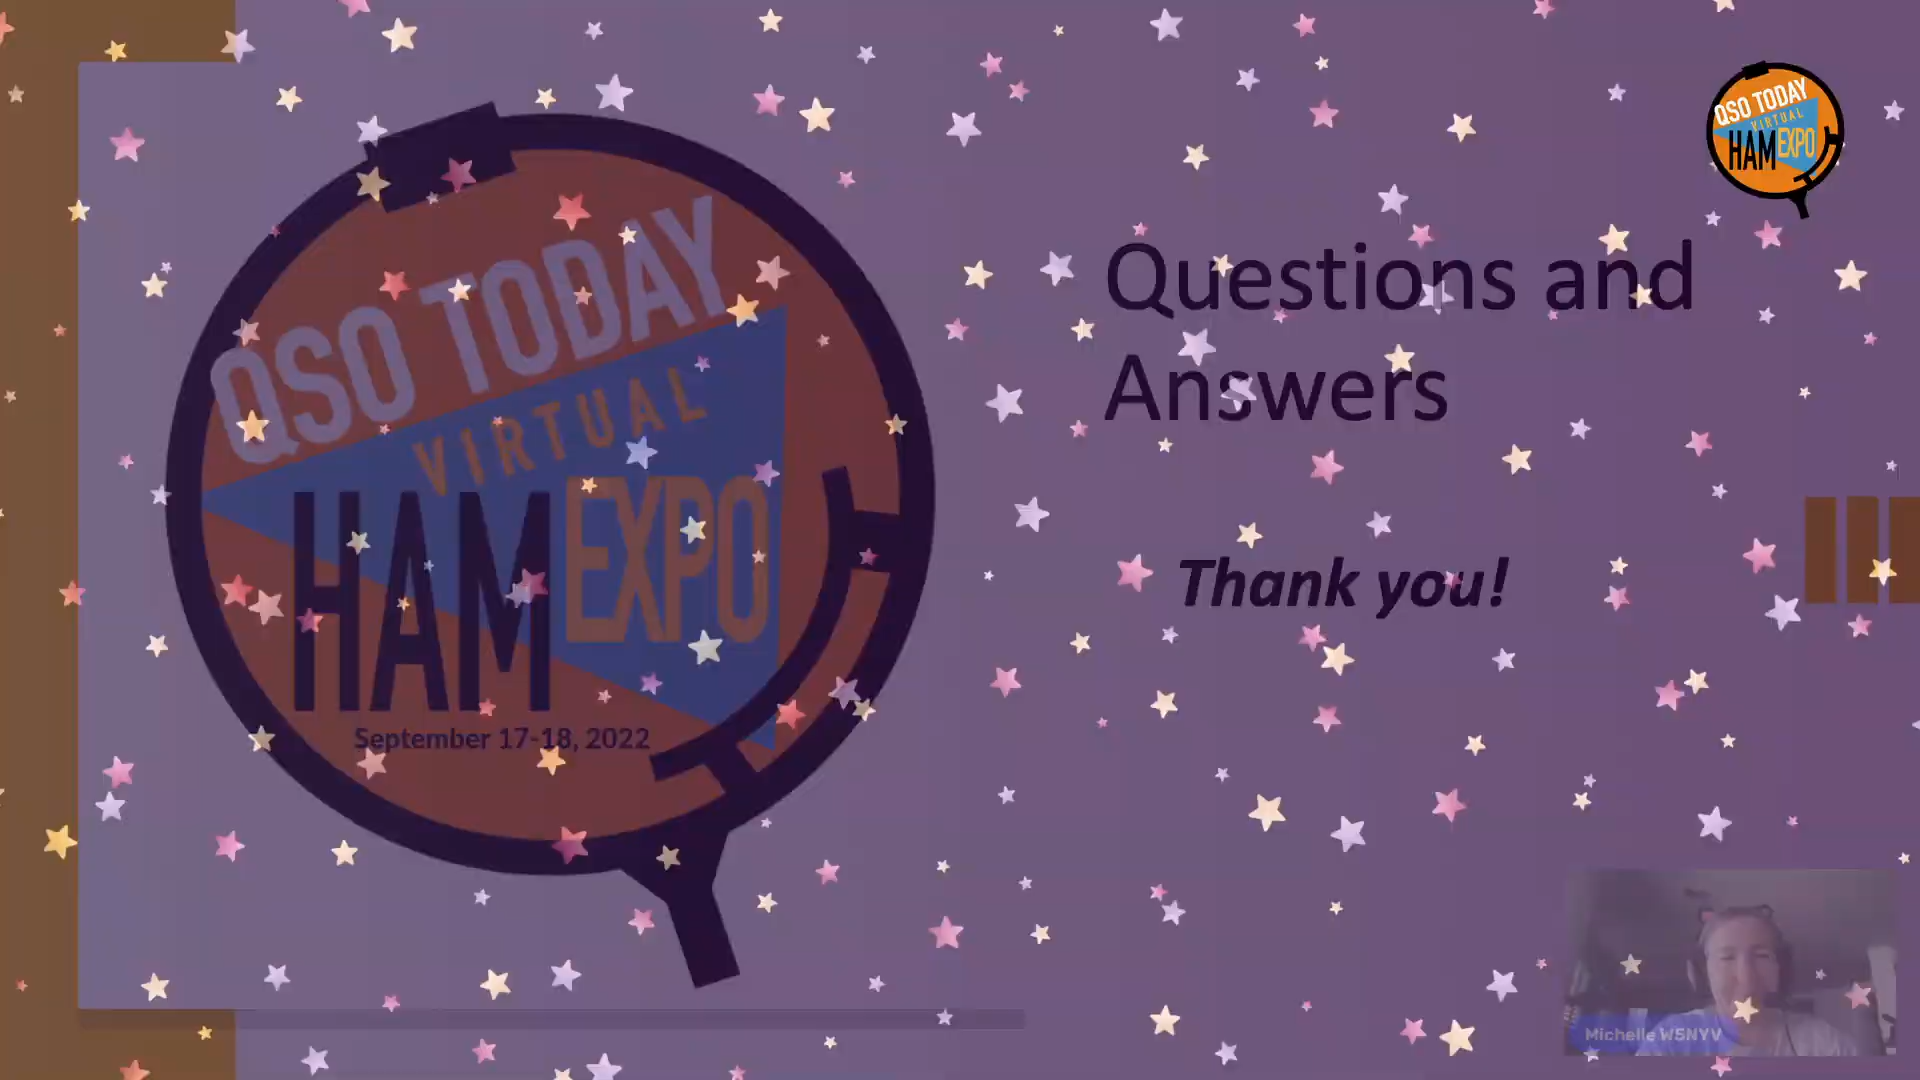 QSO TODAY
VIRTUAL
HAM EXPO
September 17-18, 2022
QSO TODAY
VIRTUAL
HAM EXPO
Questions and
Answers
Thank you!
Michelle W5NYV